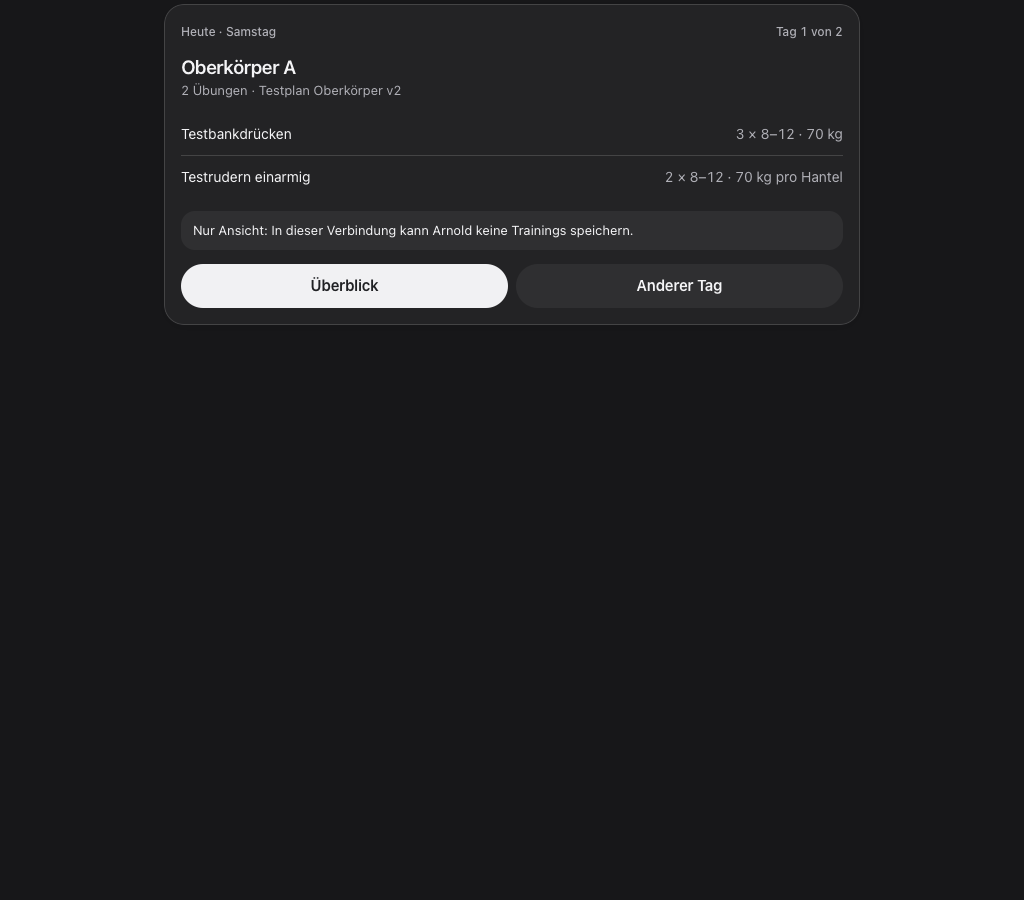 Heute · Samstag
Tag 1 von 2
Oberkörper A
2 Übungen · Testplan Oberkörper v2
Testbankdrücken
3 × 8–12 · 70 kg
Testrudern einarmig
2 × 8–12 · 70 kg pro Hantel
Nur Ansicht: In dieser Verbindung kann Arnold keine Trainings speichern.
Überblick
Anderer Tag